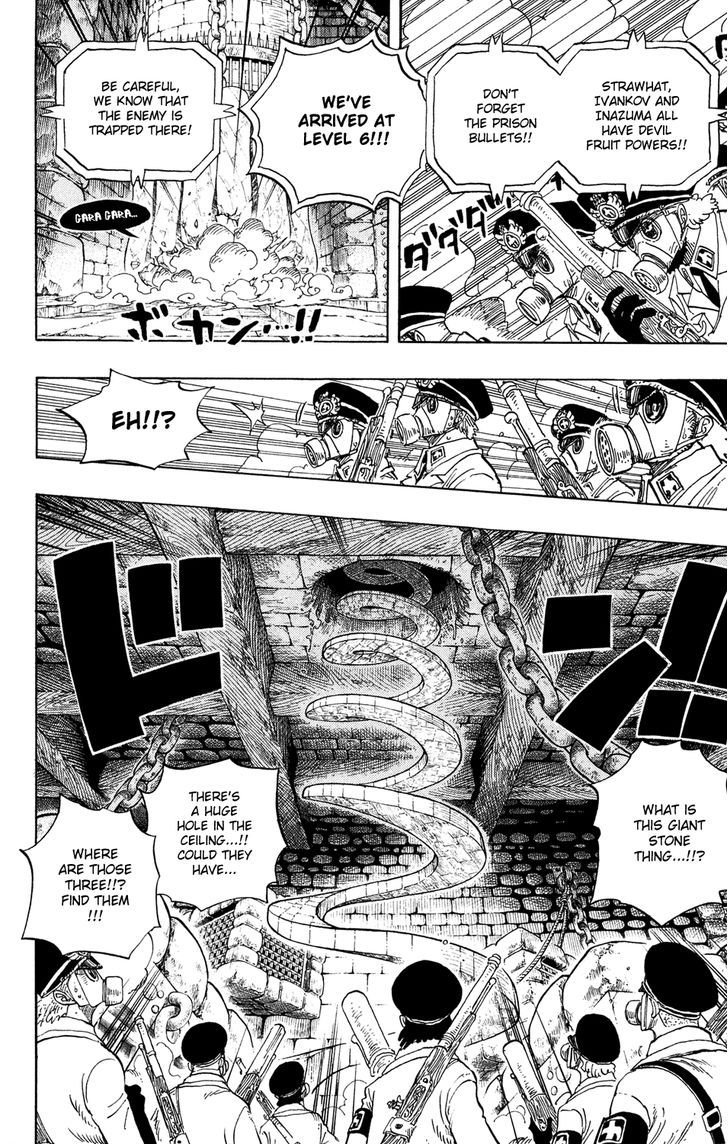 STRAWHAT,
IVANKOV AND
INAZUMA ALL
HAVE DEVIL
FRUIT POWERS!!
DON'T
FORGET
THE PRISON
BULLETS!!
ダダダ
WE'VE
ARRIVED AT
LEVEL 6!!!
BE CAREFUL,
WE KNOW THAT
THE ENEMY IS
TRAPPED THERE!
GARA GARA...
ボカン…!!
EH!!?
ドン!!
WHAT IS
THIS GIANT
STONE
THING...!!?
THERE'S
A HUGE
HOLE IN THE
CEILING...!!
COULD THEY
HAVE...
WHERE
ARE THOSE
THREE!!?
FIND THEM
!!!